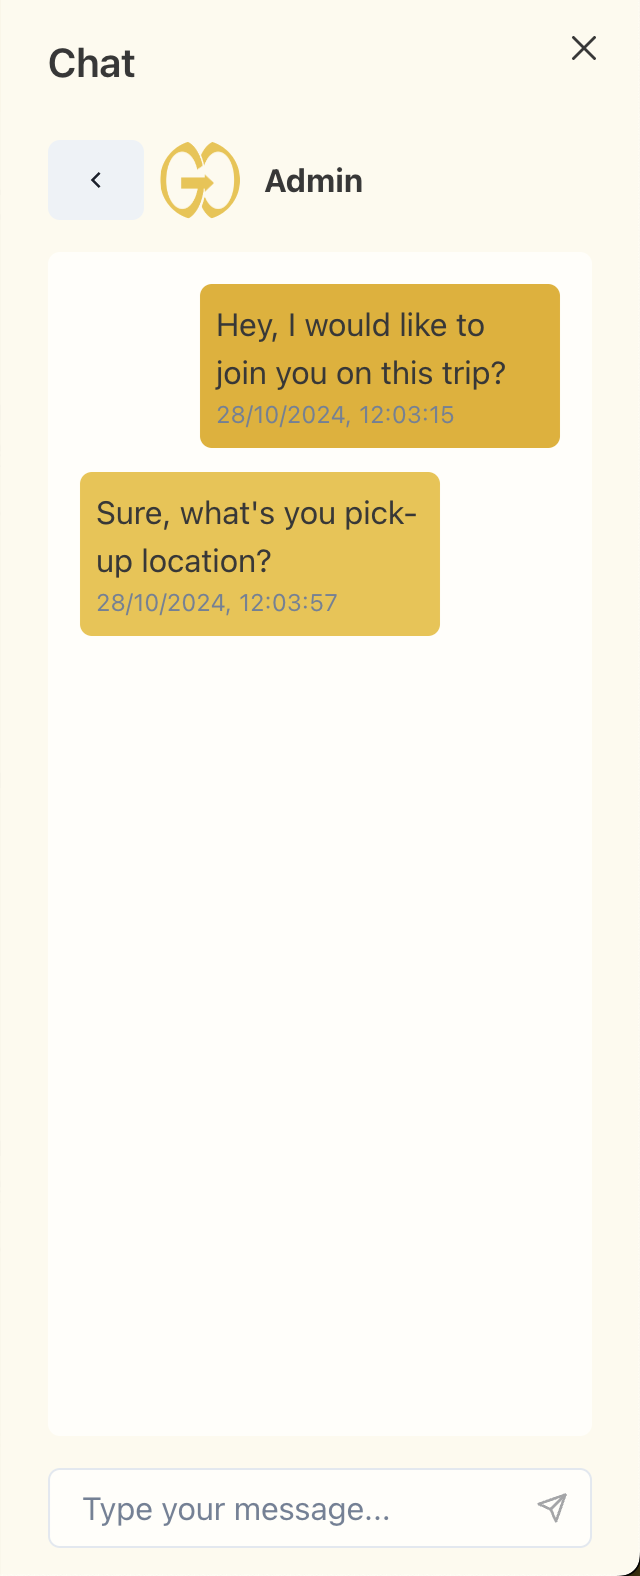 Chat
Admin
Hey, I would like to
join you on this trip?
28/10/2024, 12:03:15
Sure, what's you pick-
up location?
28/10/2024, 12:03:57
Type your message...